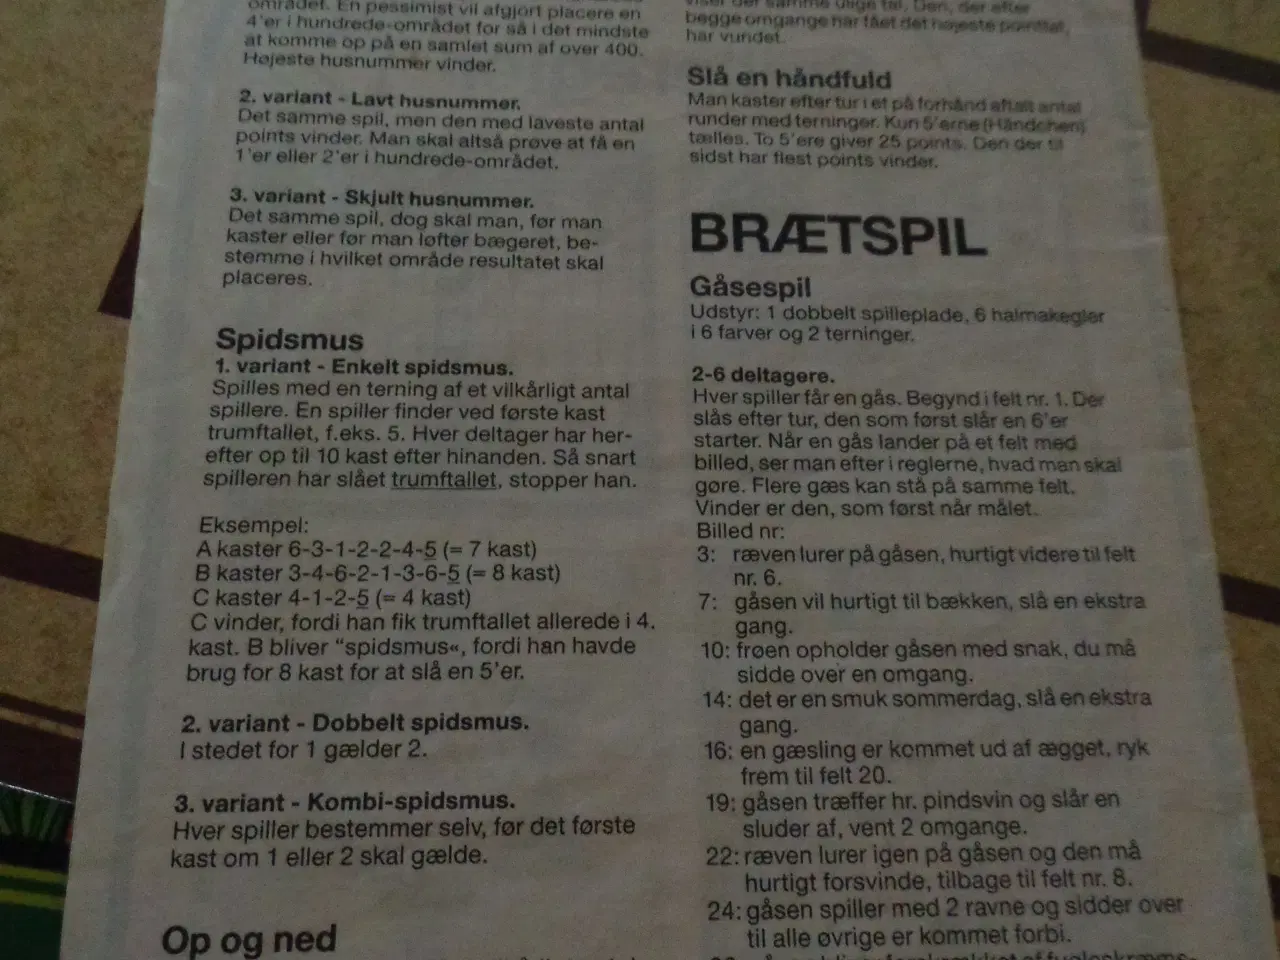 området. En pessimist vil afgjort placere en
4'er i hundrede-området for så i det mindste
at komme op på en samlet sum af over 400.
Højeste husnummer vinder.
2. variant - Lavt husnummer.
Det samme spil, men den med laveste antal
points vinder. Man skal altså prøve at få en
1'er eller 2'er i hundrede-området.
3. variant - Skjult husnummer.
Det samme spil, dog skal man, før man
kaster eller før man løfter bægeret, be-
stemme i hvilket område resultatet skal
placeres.
Spidsmus
1. variant - Enkelt spidsmus.
Spilles med en terning af et vilkårligt antal
spillere. En spiller finder ved første kast
trumftallet, f.eks. 5. Hver deltager har her-
efter op til 10 kast efter hinanden. Så snart
spilleren har slået trumftallet, stopper han.
Eksempel:
A kaster 6-3-1-2-2-4-5 (= 7 kast)
B kaster 3-4-6-2-1-3-6-5 (= 8 kast)
C kaster 4-1-2-5 (= 4 kast)
C vinder, fordi han fik trumftallet allerede i 4.
kast. B bliver "spidsmus«, fordi han havde
brug for 8 kast for at slå en 5'er.
2. variant - Dobbelt spidsmus.
I stedet for 1 gælder 2.
3. variant - Kombi-spidsmus.
Hver spiller bestemmer selv, før det første
kast om 1 eller 2 skal gælde.
Op og ned
viser der samme ulige tal. Den, der efter
begge omgange har fået det højeste pointtal,
har vundet.
Slå en håndfuld
Man kaster efter tur i et på forhånd aftalt antal
runder med terninger. Kun 5'erne (Händchen)
tælles. To 5'ere giver 25 points. Den der til
sidst har flest points vinder.
BRÆTSPIL
Gåsespil
Udstyr: 1 dobbelt spilleplade, 6 halmakegler
i 6 farver og 2 terninger.
2-6 deltagere.
Hver spiller får en gås. Begynd i felt nr. 1. Der
slås efter tur, den som først slår en 6'er
starter. Når en gås lander på et felt med
billed, ser man efter i reglerne, hvad man skal
gøre. Flere gæs kan stå på samme felt.
Vinder er den, som først når målet.
Billed nr:
3: ræven lurer på gåsen, hurtigt videre til felt
nr. 6.
7: gåsen vil hurtigt til bækken, slå en ekstra
gang.
10: frøen opholder gåsen med snak, du må
sidde over en omgang.
14: det er en smuk sommerdag, slå en ekstra
gang.
16: en gæsling er kommet ud af ægget, ryk
frem til felt 20.
19: gåsen træffer hr. pindsvin og slår en
sluder af, vent 2 omgange.
22: ræven lurer igen på gåsen og den må
hurtigt forsvinde, tilbage til felt nr. 8.
24: gåsen spiller med 2 ravne og sidder over
til alle øvrige er kommet forbi.